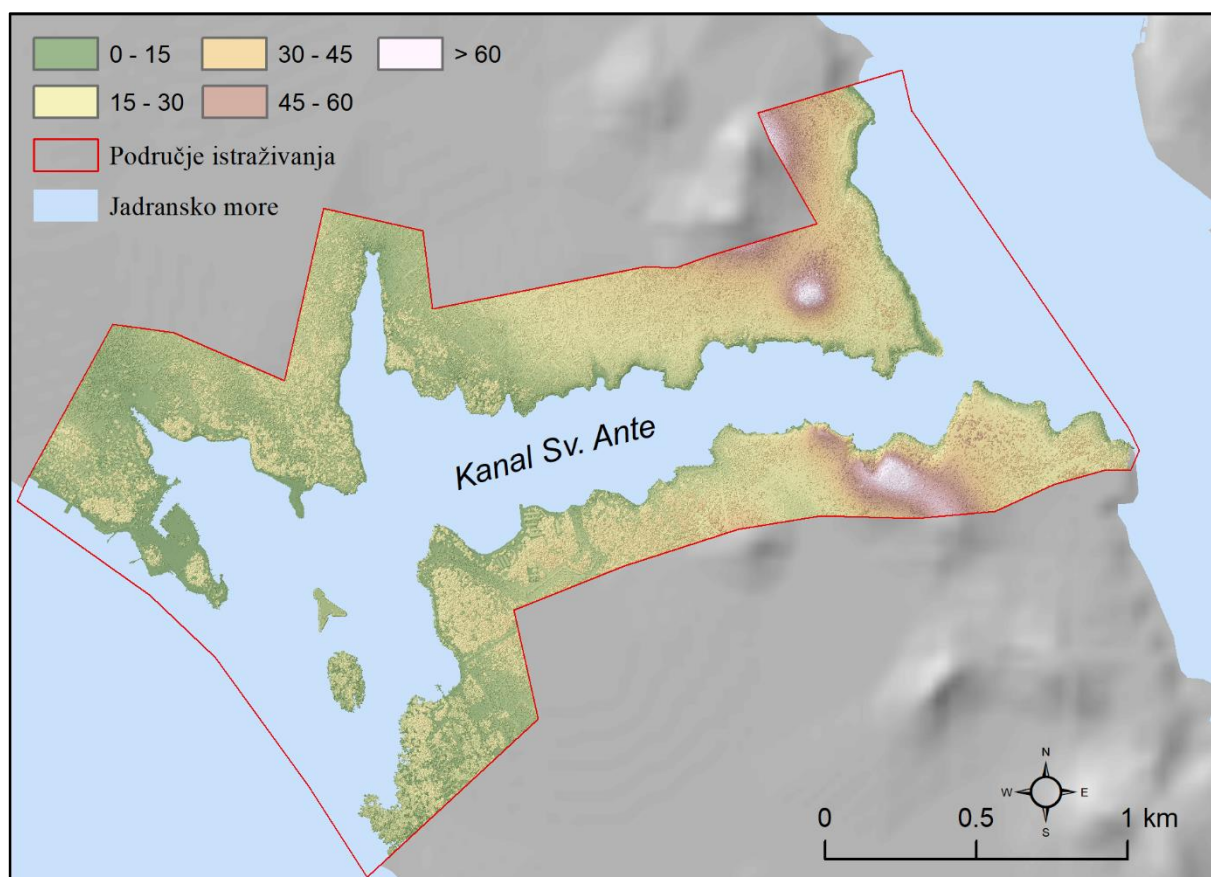 0 - 15 30 - 45 > 60
15 - 30 45 - 60
Područje istraživanja
Jadransko more
Kanal Sv. Ante
N
W E
S
0 0.5 1 km